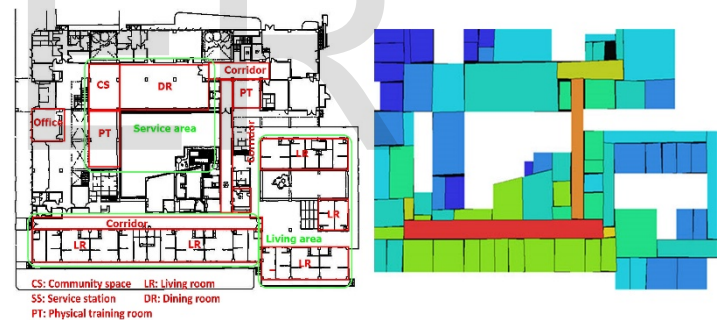 Corridor
CS
DR
PT
Office
PT
Service area
Corridor
LR
LR
Corridor
LR
LR
Living area
LR
CS: Community space LR: Living room
SS: Service station DR: Dining room
PT: Physical training room